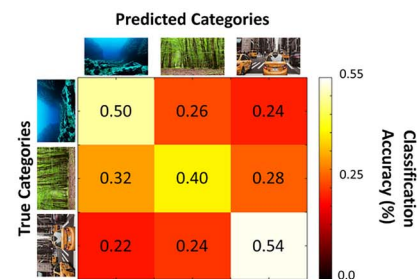 Predicted Categories
True Categories
0.50 0.26 0.24
0.32 0.40 0.28
0.22 0.24 0.54
0.55
0.25
0.0
Classification
Accuracy (%)